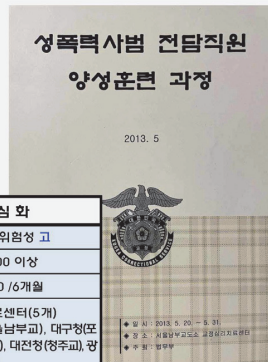 성폭력사범 전담직원
양성훈련 과정
2013. 5
심 화
위험성 고
00 이상
0 /6개월
료센터(5개)
남부교), 대구청(포
), 대전청(청주교), 광
KOREA CORRECTIONAL SERVICE
◆ 일 시 : 2013. 5. 20. ~ 5. 31.
◆ 장 소 : 서울남부교도소 교정심리치료센터
◆ 주 최 : 법무부